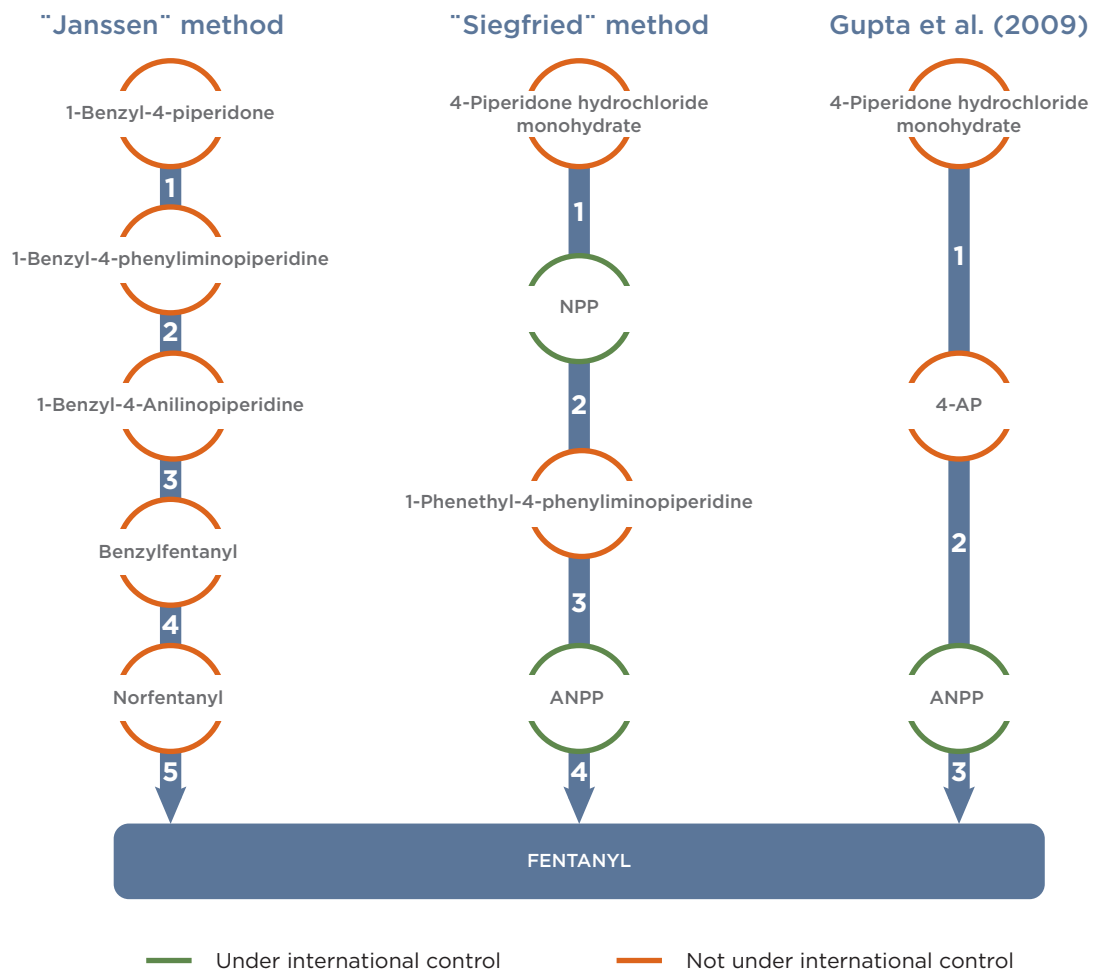 ¨Janssen¨ method
1-Benzyl-4-piperidone
1
1-Benzyl-4-phenyliminopiperidine
2
1-Benzyl-4-Anilinopiperidine
3
Benzylfentanyl
4
Norfentanyl
5
¨Siegfried¨ method
4-Piperidone hydrochloride
monohydrate
1
NPP
2
1-Phenethyl-4-phenyliminopiperidine
3
ANPP
4
Gupta et al. (2009)
4-Piperidone hydrochloride
monohydrate
1
4-AP
2
ANPP
3
FENTANYL
Under international control
Not under international control